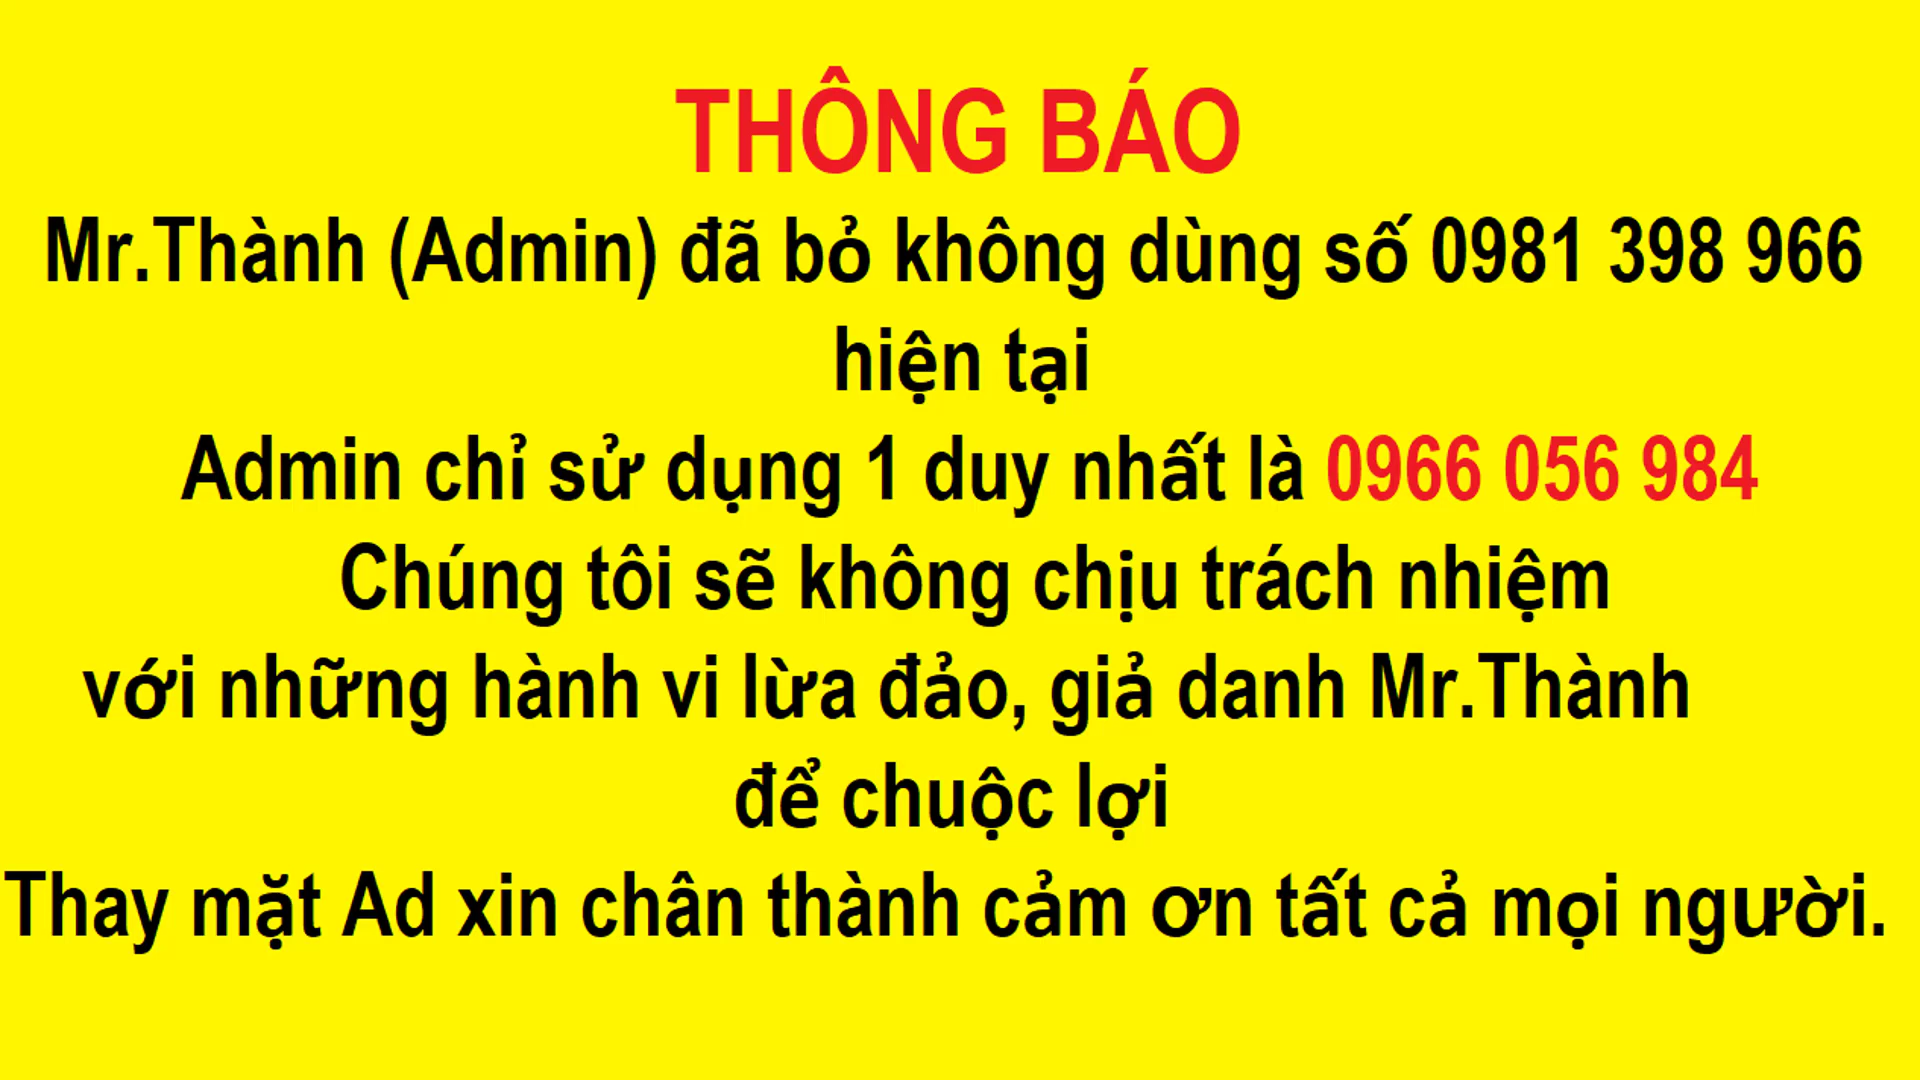 THÔNG BÁO
Mr.Thành (Admin) đã bỏ không dùng số 0981 398 966
hiện tại
Admin chỉ sử dụng 1 duy nhất là 0966 056 984
Chúng tôi sẽ không chịu trách nhiệm
với những hành vi lừa đảo, giả danh Mr.Thành
để chuộc lợi
Thay mặt Ad xin chân thành cảm ơn tất cả mọi người.